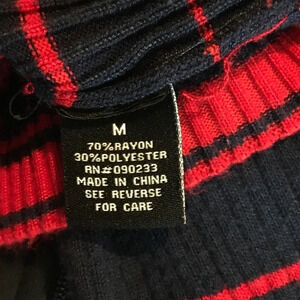 M
70%RAYON
30%POLYESTER
RN#090233
MADE IN CHINA
SEE REVERSE
FOR CARE